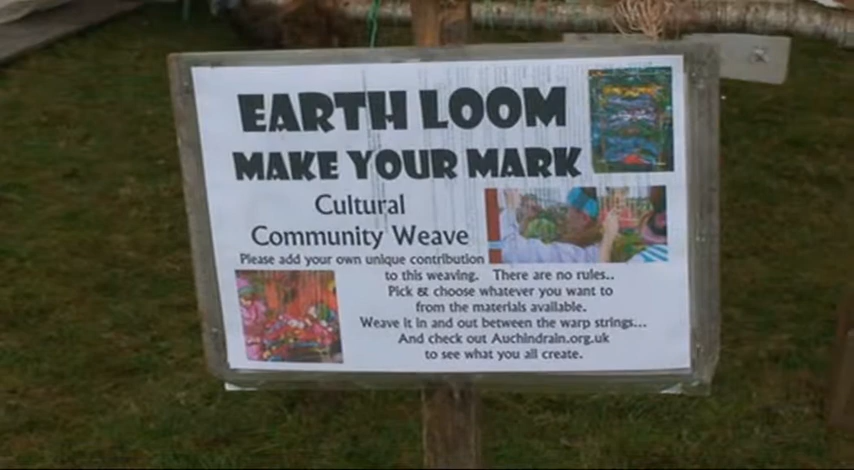 EARTH LOOM
MAKE YOUR MARK
Cultural
Community Weave
Please add your own unique contribution
to this weaving. There are no rules..
Pick & choose whatever you want to
from the materials available.
Weave it in and out between the warp strings...
And check out Auchindrain.org.uk
to see what you all create.